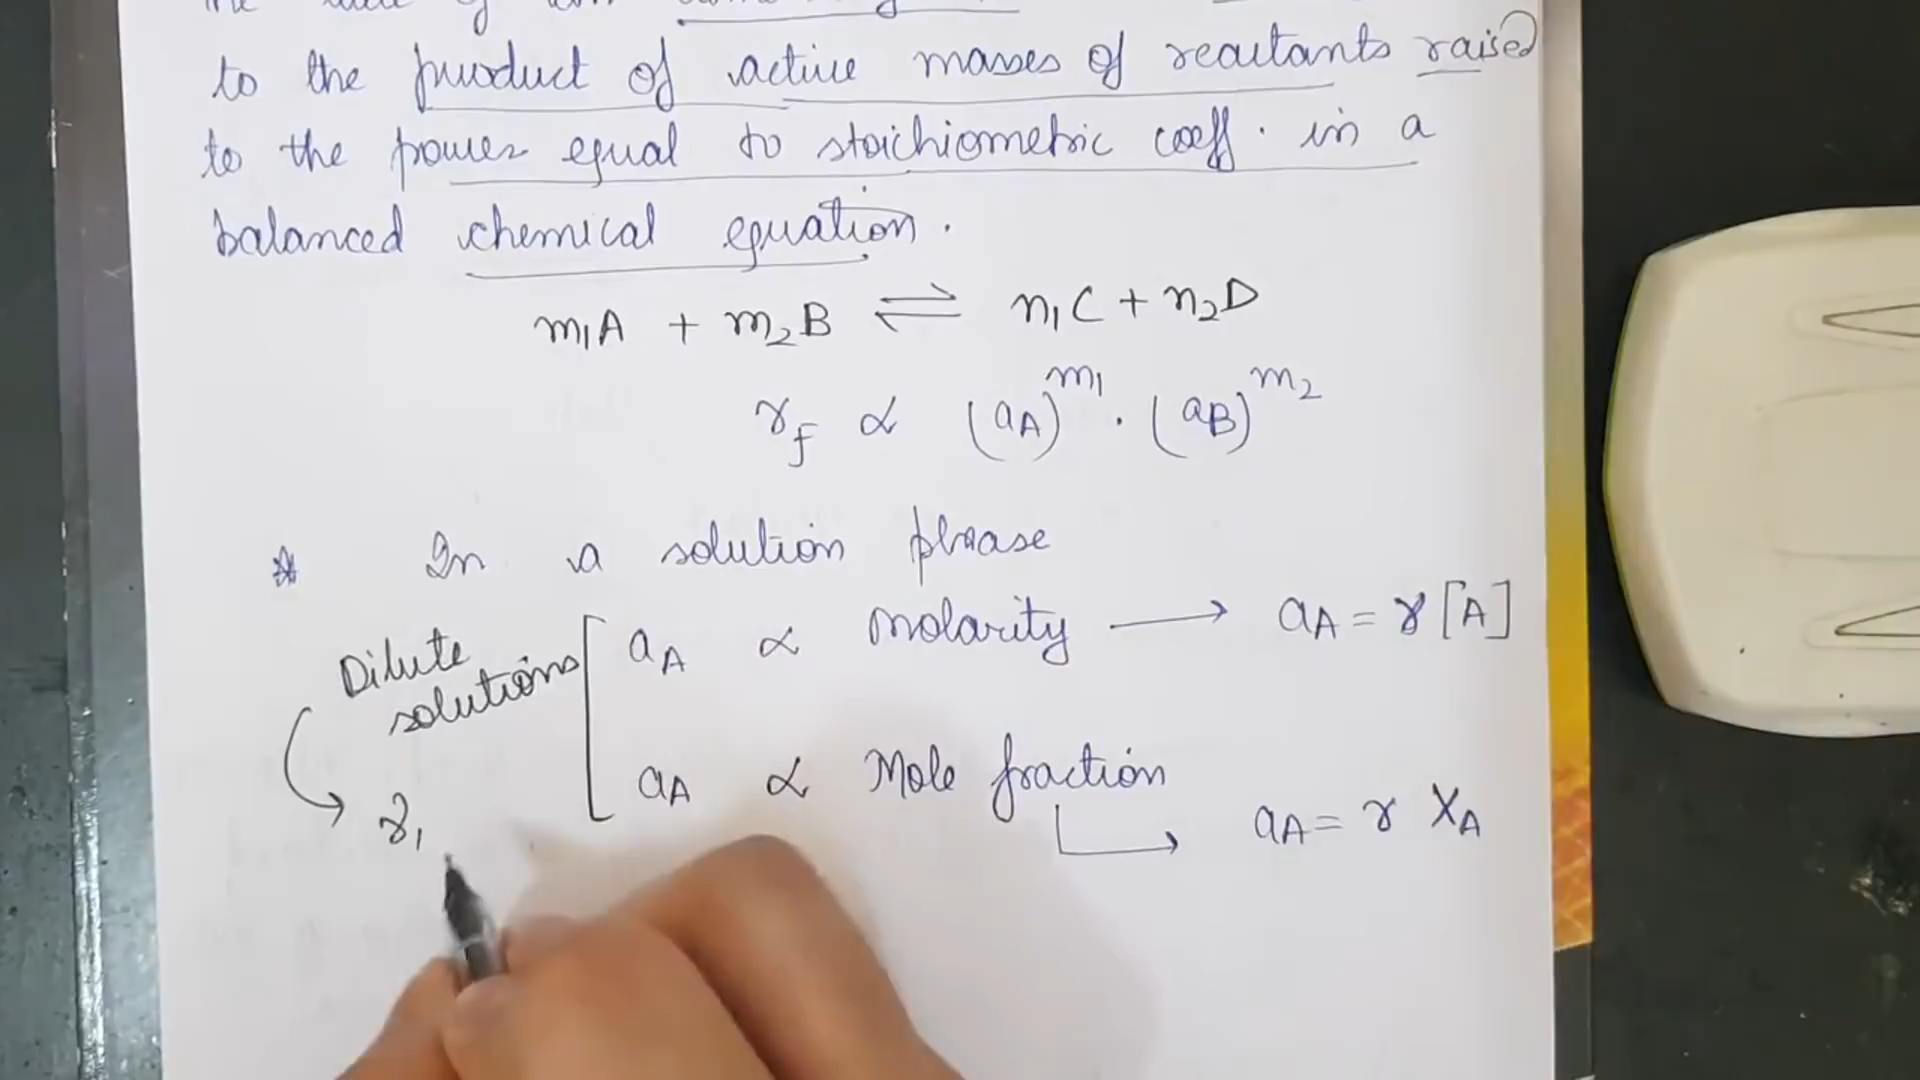 to the product of active masses of reactants raised
to the power equal to stoichiometric coeff. in a
balanced chemical equation.
m₁A + m₂B ⇌ n₁C + n₂D
r_f ∝ (a_A)^m₁ · (a_B)^m₂
* In a solution phase
Dilute solutions
a_A ∝ Molarity → a_A = γ [A]
a_A ∝ Mole fraction
→ a_A = γ X_A
γ₁